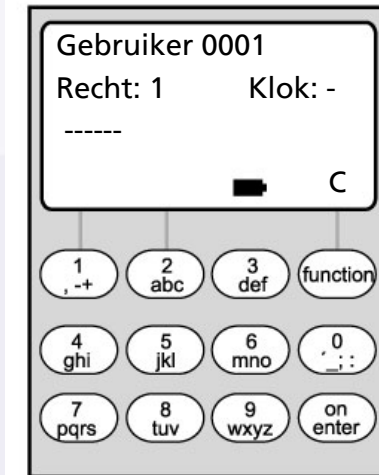 Gebruiker 0001
Recht: 1 Klok: -
------
C
1 2 3 function
, -+ abc def
4 5 6 0
ghi jkl mno ´_; :
7 8 9 on
pqrs tuv wxyz enter